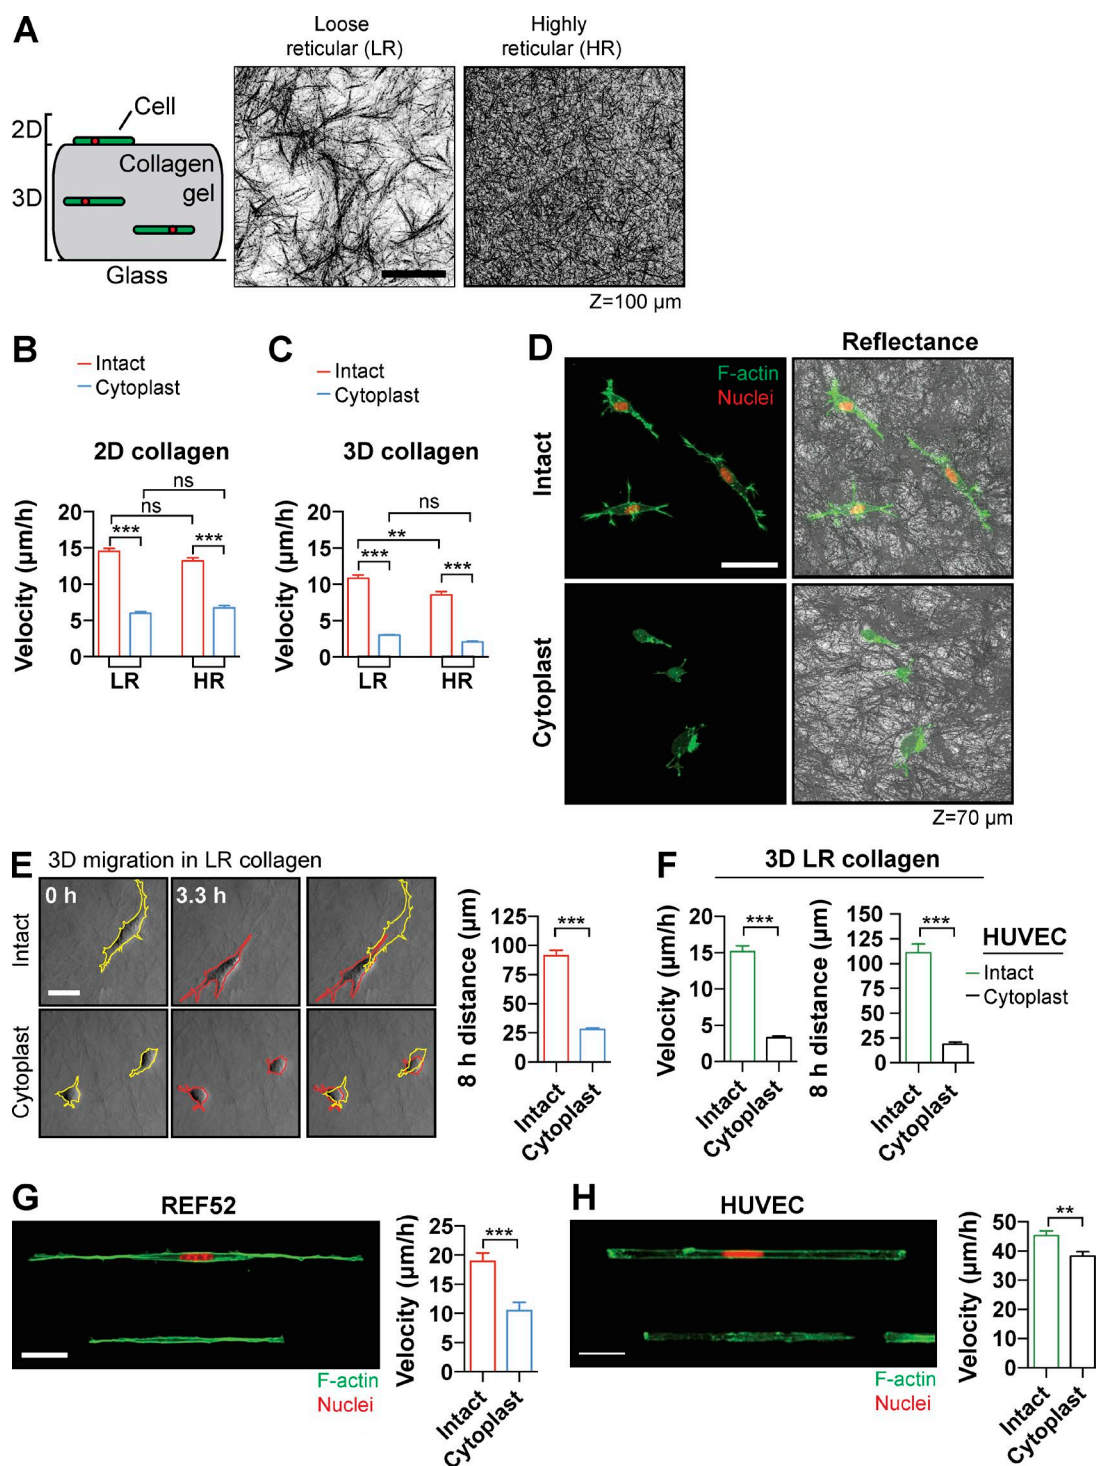 A
Loose
reticular (LR)
Highly
reticular (HR)
2D
Cell
3D
Collagen
gel
Glass
Z=100 µm
B
Intact
Cytoplast
2D collagen
ns
ns
***
***
Velocity (µm/h)
20
15
10
5
0
LR
HR
C
Intact
Cytoplast
3D collagen
ns
**
***
***
Velocity (µm/h)
20
15
10
5
0
LR
HR
D
Reflectance
F-actin
Nuclei
Intact
Cytoplast
Z=70 µm
E
3D migration in LR collagen
0 h
3.3 h
Intact
Cytoplast
8 h distance (µm)
125
100
75
50
25
0
***
Intact
Cytoplast
F
3D LR collagen
Velocity (µm/h)
20
15
10
5
0
***
Intact
Cytoplast
8 h distance (µm)
150
125
100
75
50
25
0
***
Intact
Cytoplast
HUVEC
Intact
Cytoplast
G
REF52
F-actin
Nuclei
Velocity (µm/h)
25
20
15
10
5
0
***
Intact
Cytoplast
H
HUVEC
F-actin
Nuclei
Velocity (µm/h)
50
40
30
20
10
0
**
Intact
Cytoplast